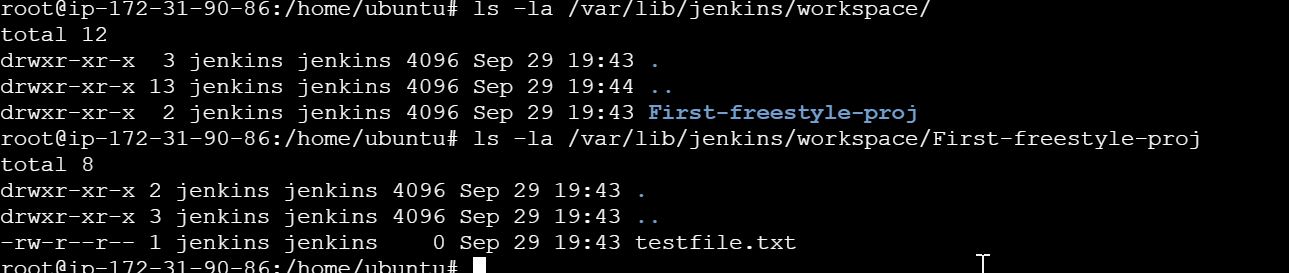 root@ip-172-31-90-86:/home/ubuntu# ls -la /var/lib/jenkins/workspace/
total 12
drwxr-xr-x  3 jenkins jenkins 4096 Sep 29 19:43 .
drwxr-xr-x 13 jenkins jenkins 4096 Sep 29 19:44 ..
drwxr-xr-x  2 jenkins jenkins 4096 Sep 29 19:43 First-freestyle-proj
root@ip-172-31-90-86:/home/ubuntu# ls -la /var/lib/jenkins/workspace/First-freestyle-proj
total 8
drwxr-xr-x 2 jenkins jenkins 4096 Sep 29 19:43 .
drwxr-xr-x 3 jenkins jenkins 4096 Sep 29 19:43 ..
-rw-r--r-- 1 jenkins jenkins    0 Sep 29 19:43 testfile.txt
root@ip-172-31-90-86:/home/ubuntu#